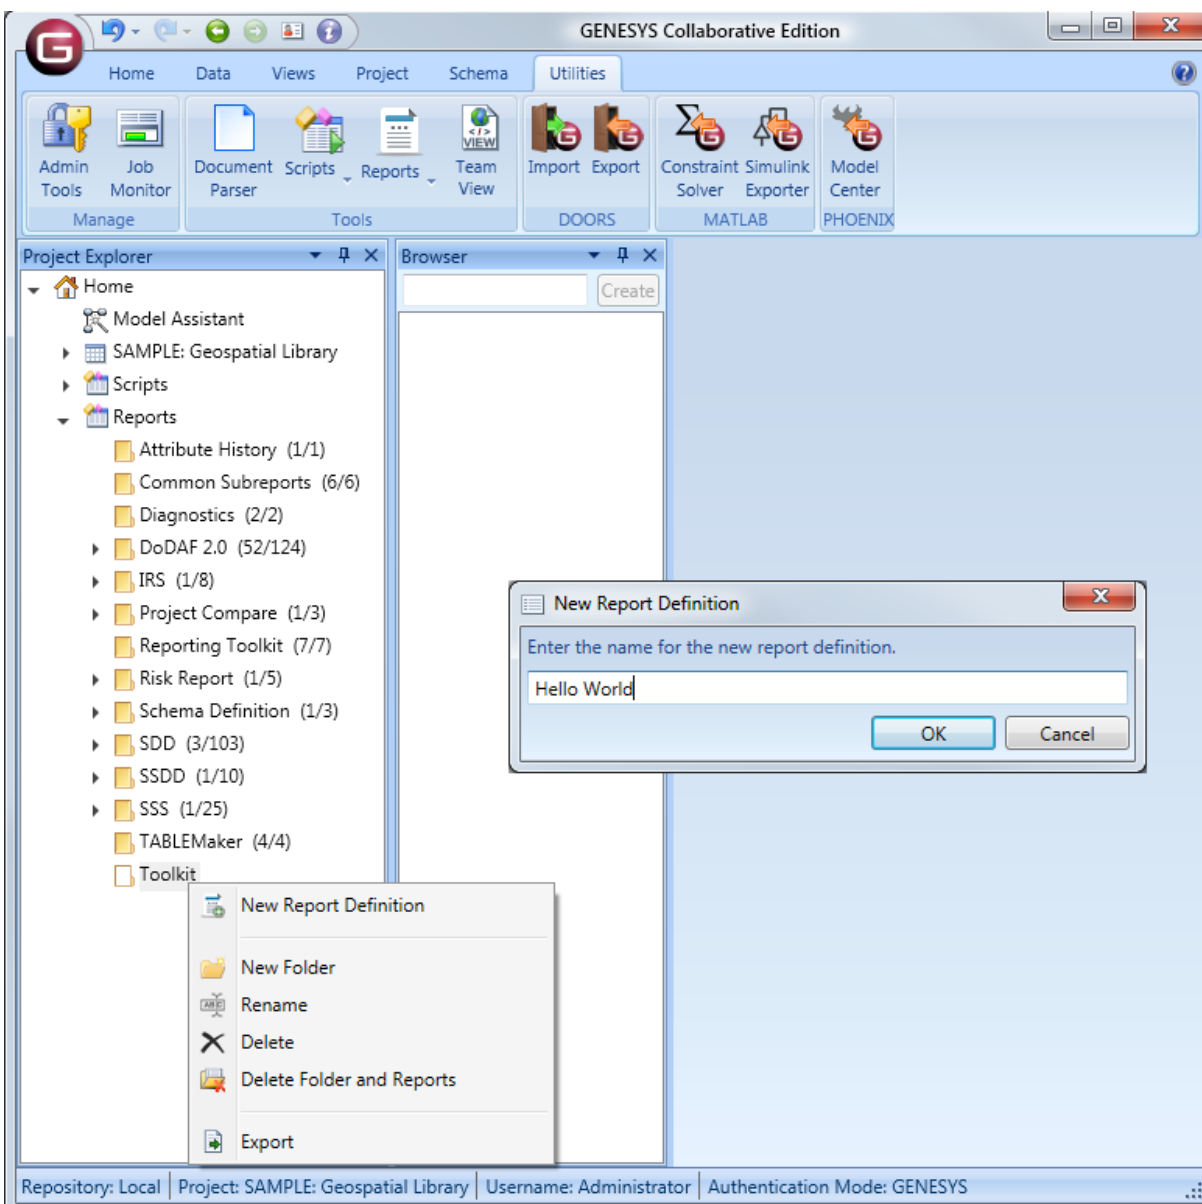 GENESYS Collaborative Edition
Home Data Views Project Schema Utilities
Admin Tools
Job Monitor
Document Parser
Scripts
Reports
VIEW
Team View
Import
Export
Constraint Solver
Simulink Exporter
Model Center
Manage Tools DOORS MATLAB PHOENIX
Project Explorer
Browser
Create
Home
Model Assistant
SAMPLE: Geospatial Library
Scripts
Reports
Attribute History (1/1)
Common Subreports (6/6)
Diagnostics (2/2)
DoDAF 2.0 (52/124)
IRS (1/8)
Project Compare (1/3)
Reporting Toolkit (7/7)
Risk Report (1/5)
Schema Definition (1/3)
SDD (3/103)
SSDD (1/10)
SSS (1/25)
TABLEMaker (4/4)
Toolkit
New Report Definition
New Folder
Rename
Delete
Delete Folder and Reports
Export
New Report Definition
Enter the name for the new report definition.
Hello World
OK Cancel
Repository: Local Project: SAMPLE: Geospatial Library Username: Administrator Authentication Mode: GENESYS